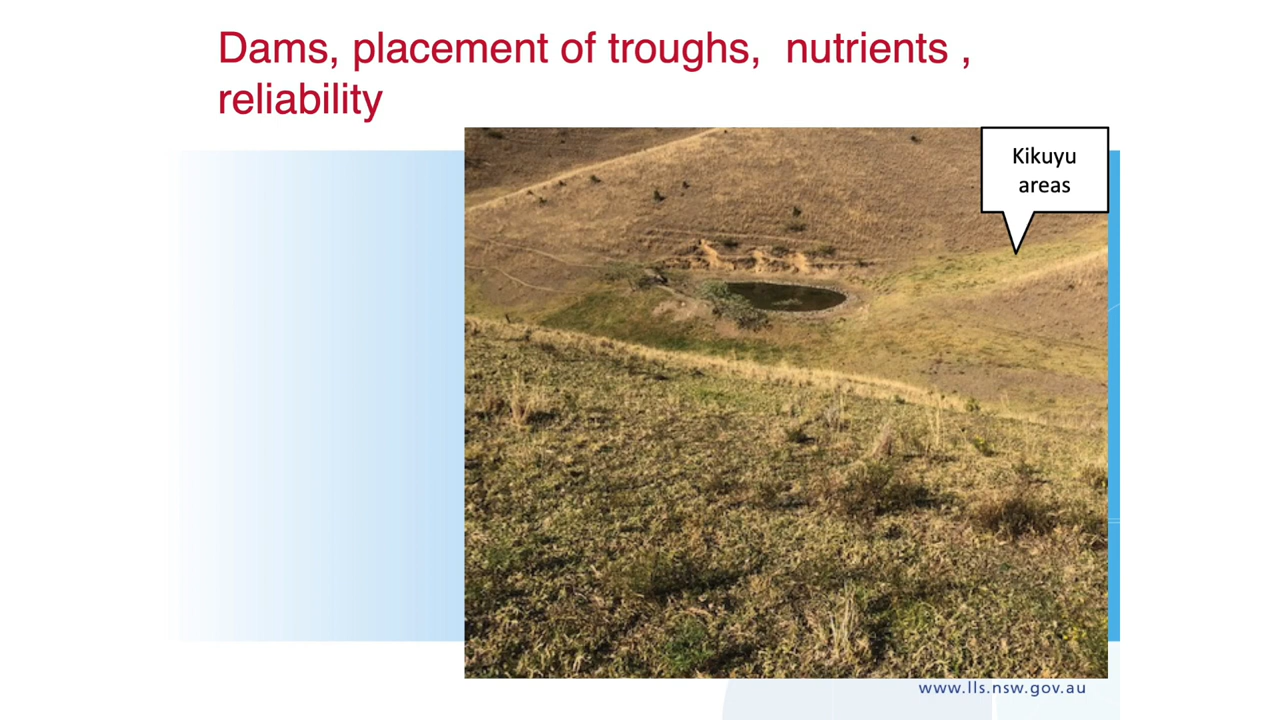 Dams, placement of troughs,  nutrients ,
reliability
Kikuyu
areas
www.lls.nsw.gov.au